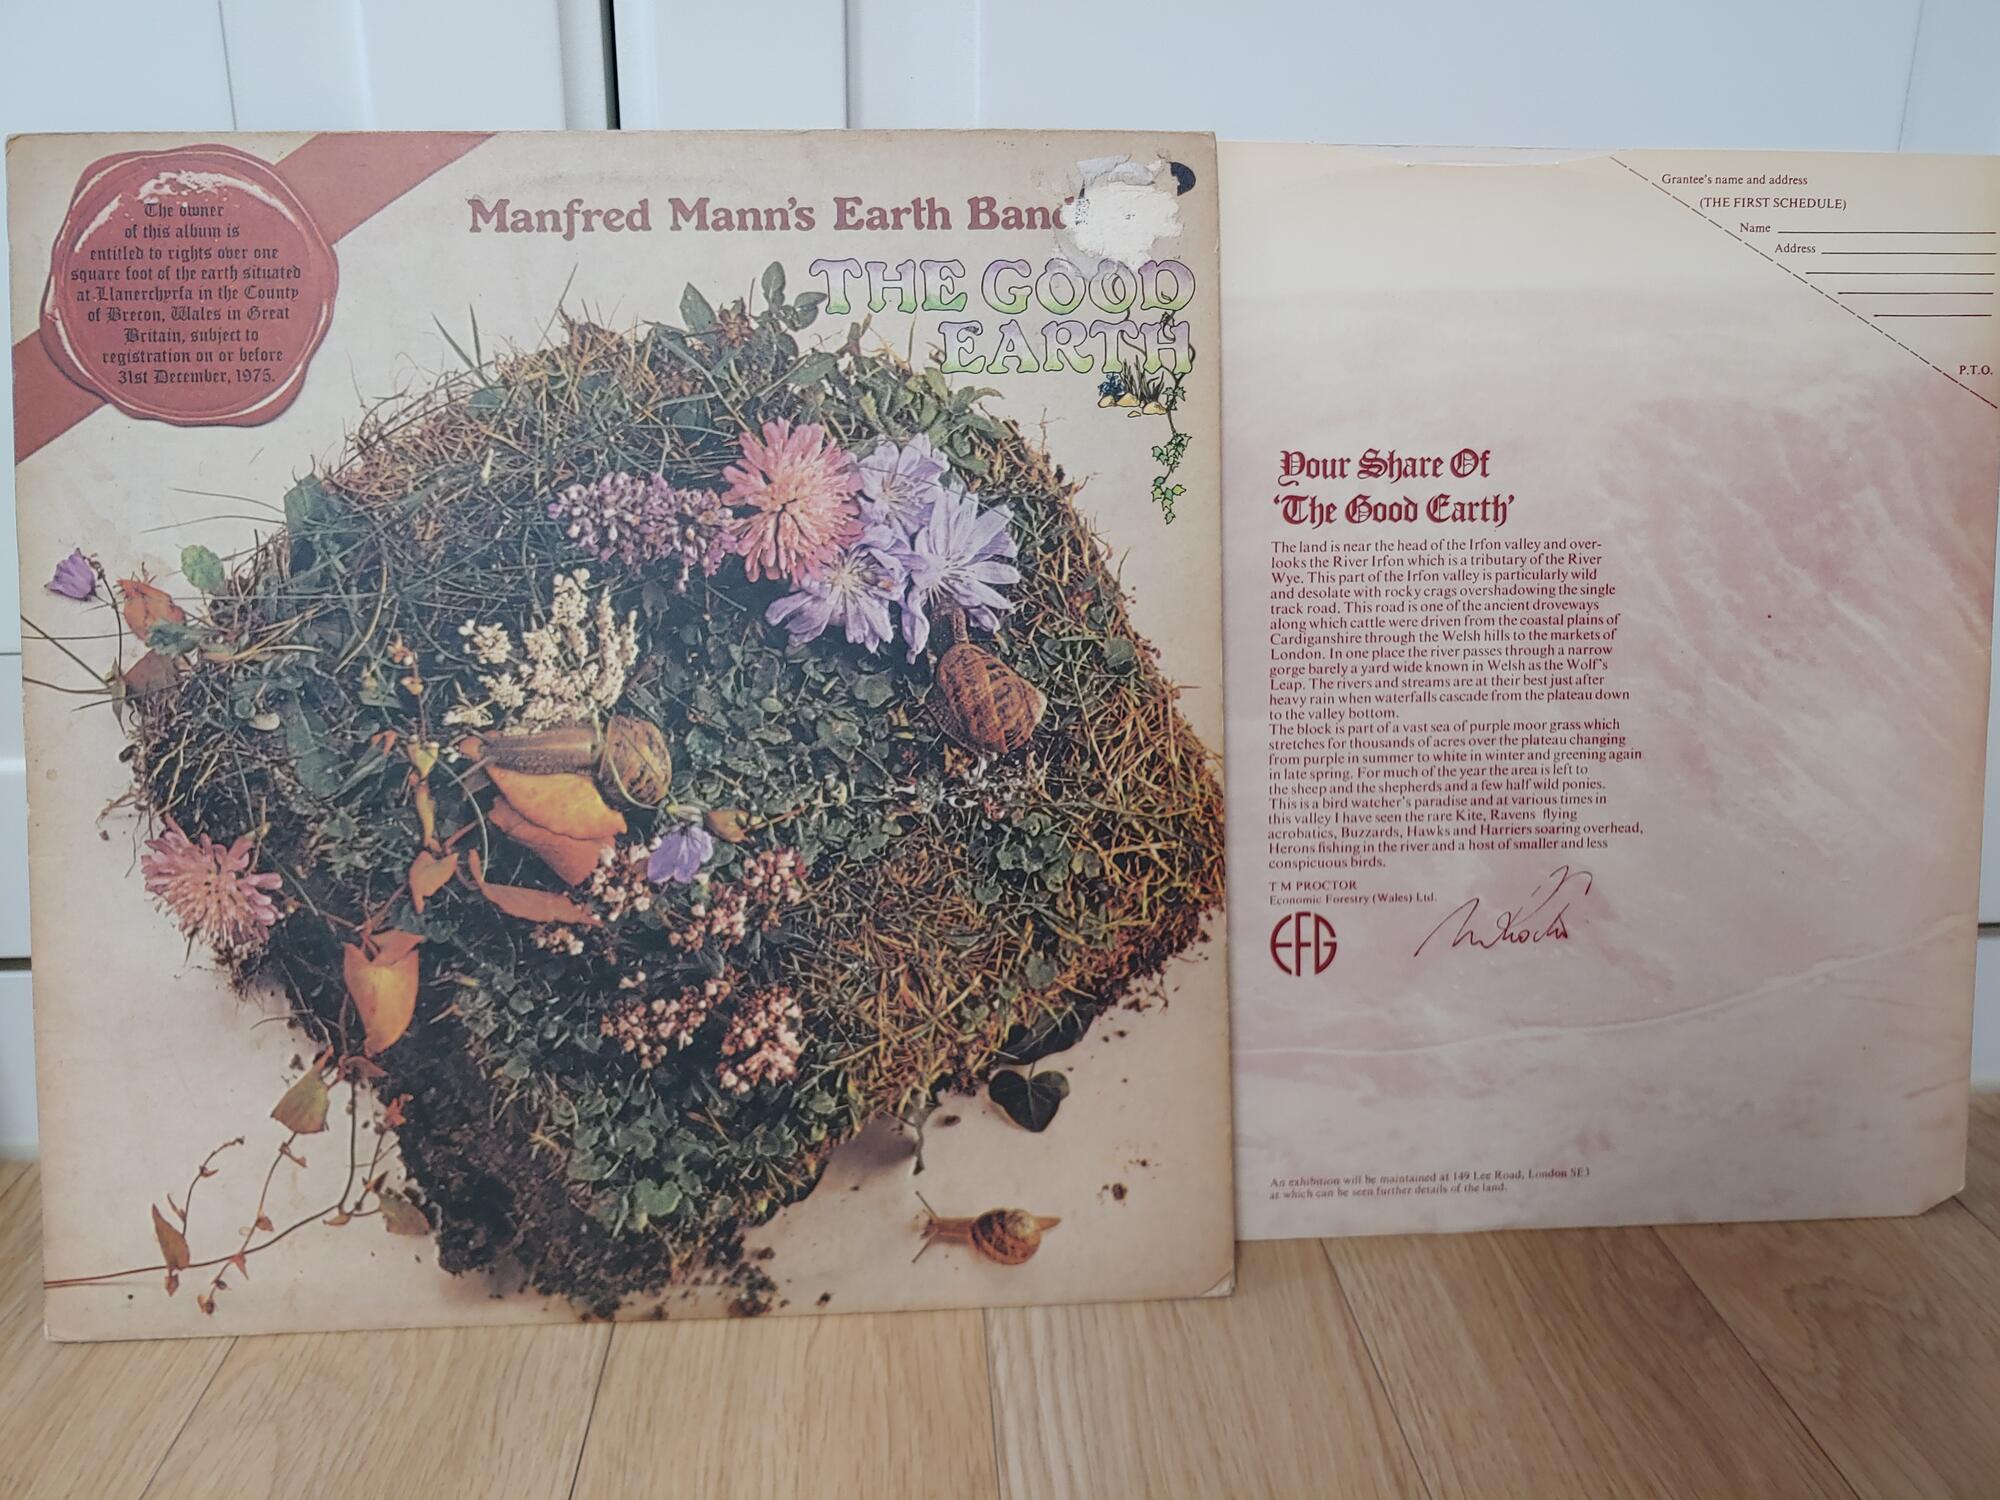 The owner
of this album is
entitled to rights over one
square foot of the earth situated
at Llanerchyrfa in the County
of Brecon, Wales in Great
Britain, subject to
registration on or before
31st December, 1975.
Manfred Mann's Earth Band
THE GOOD
EARTH
Grantee's name and address
(THE FIRST SCHEDULE)
Name
Address
P.T.O.
Your Share Of
'The Good Earth'
The land is near the head of the Irfon valley and over-
looks the River Irfon which is a tributary of the River
Wye. This part of the Irfon valley is particularly wild
and desolate with rocky crags overshadowing the single
track road. This road is one of the ancient droveways
along which cattle were driven from the coastal plains of
Cardiganshire through the Welsh hills to the markets of
London. In one place the river passes through a narrow
gorge barely a yard wide known in Welsh as the Wolf's
Leap. The rivers and streams are at their best just after
heavy rain when waterfalls cascade from the plateau down
to the valley bottom.
The block is part of a vast sea of purple moor grass which
stretches for thousands of acres over the plateau changing
from purple in summer to white in winter and greening again
in late spring. For much of the year the area is left to
the sheep and the shepherds and a few half wild ponies.
This is a bird watcher's paradise and at various times in
this valley I have seen the rare Kite, Ravens flying
acrobatics, Buzzards, Hawks and Harriers soaring overhead,
Herons fishing in the river and a host of smaller and less
conspicuous birds.
T M PROCTOR
Economic Forestry (Wales) Ltd.
EFG
An exhibition will be maintained at 149 Lee Road, London SE3
at which can be seen further details of the land.